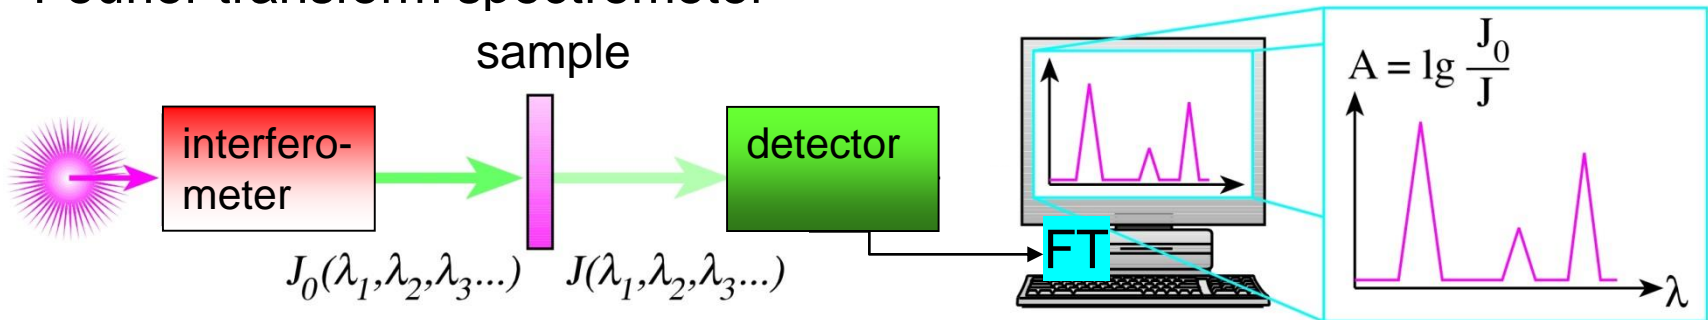 Fourier transform spectrometer
sample
interfero-
meter
detector
J₀(λ₁,λ₂,λ₃...)
J(λ₁,λ₂,λ₃...)
FT
A = lg J₀/J
λ